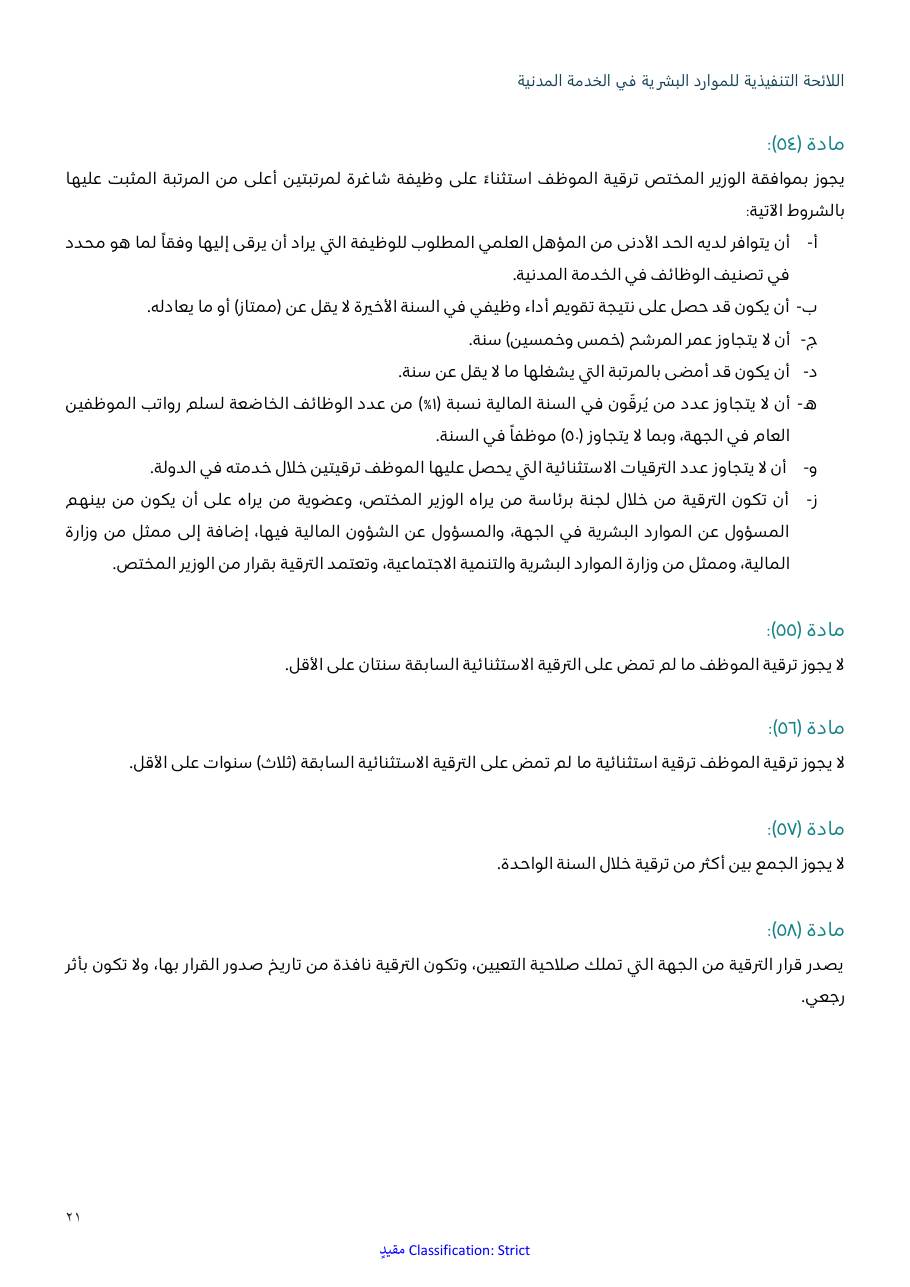 اللائحة التنفيذية للموارد البشرية في الخدمة المدنية
مادة (٥٤):
يجوز بموافقة الوزير المختص ترقية الموظف استثناءً على وظيفة شاغرة لمرتبتين أعلى من المرتبة المثبت عليها
بالشروط الآتية:
أ- أن يتوافر لديه الحد الأدنى من المؤهل العلمي المطلوب للوظيفة التي يراد أن يرقى إليها وفقاً لما هو محدد
في تصنيف الوظائف في الخدمة المدنية.
ب- أن يكون قد حصل على نتيجة تقويم أداء وظيفي في السنة الأخيرة لا يقل عن (ممتاز) أو ما يعادله.
ج- أن لا يتجاوز عمر المرشح (خمس وخمسين) سنة.
د- أن يكون قد أمضى بالمرتبة التي يشغلها ما لا يقل عن سنة.
هـ- أن لا يتجاوز عدد من يُرقّون في السنة المالية نسبة (١%) من عدد الوظائف الخاضعة لسلم رواتب الموظفين
العام في الجهة، وبما لا يتجاوز (٥٠) موظفاً في السنة.
و- أن لا يتجاوز عدد الترقيات الاستثنائية التي يحصل عليها الموظف ترقيتين خلال خدمته في الدولة.
ز- أن تكون الترقية من خلال لجنة برئاسة من يراه الوزير المختص، وعضوية من يراه على أن يكون من بينهم
المسؤول عن الموارد البشرية في الجهة، والمسؤول عن الشؤون المالية فيها، إضافة إلى ممثل من وزارة
المالية، وممثل من وزارة الموارد البشرية والتنمية الاجتماعية، وتعتمد الترقية بقرار من الوزير المختص.
مادة (٥٥):
لا يجوز ترقية الموظف ما لم تمض على الترقية الاستثنائية السابقة سنتان على الأقل.
مادة (٥٦):
لا يجوز ترقية الموظف ترقية استثنائية ما لم تمض على الترقية الاستثنائية السابقة (ثلاث) سنوات على الأقل.
مادة (٥٧):
لا يجوز الجمع بين أكثر من ترقية خلال السنة الواحدة.
مادة (٥٨):
يصدر قرار الترقية من الجهة التي تملك صلاحية التعيين، وتكون الترقية نافذة من تاريخ صدور القرار بها، ولا تكون بأثر
رجعي.
٢١
Classification: Strict مقيدٍ